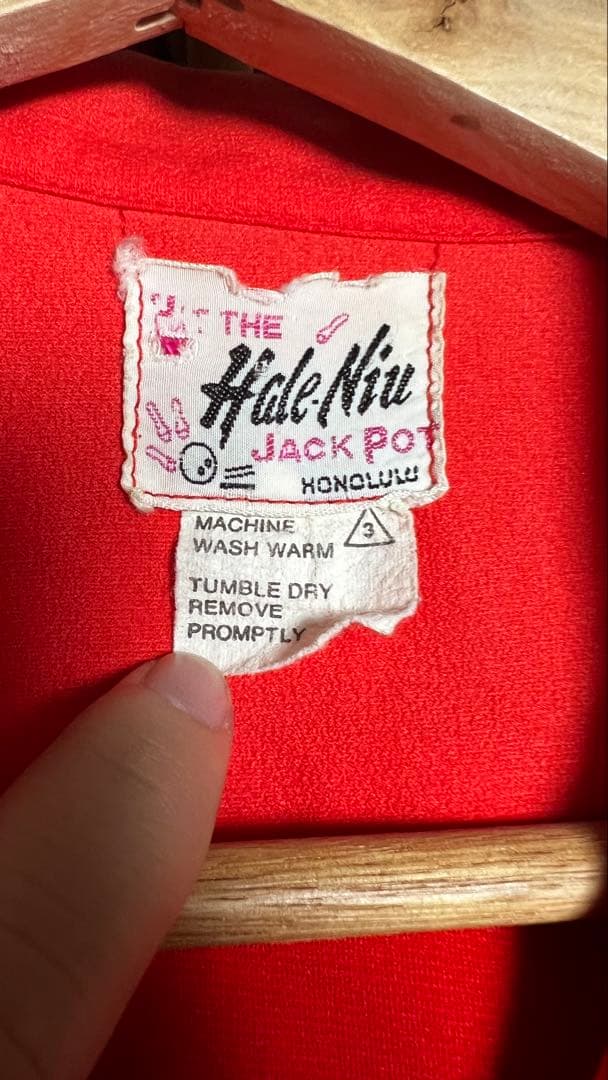 THE
Hale-Niu
JACK POT
HONOLULU
MACHINE
WASH WARM
3
TUMBLE DRY
REMOVE
PROMPTLY